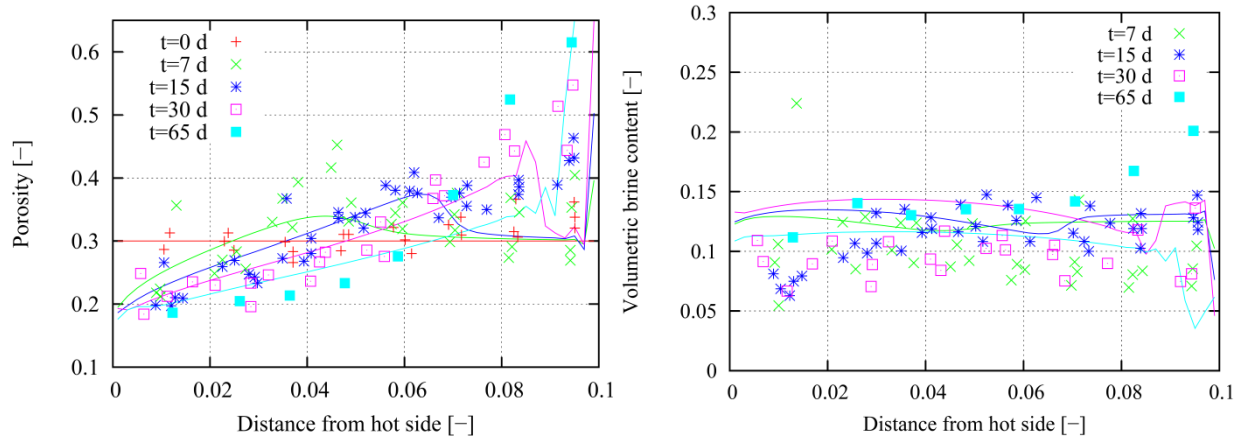 0.6
0.5
0.4
0.3
0.2
0.1
Porosity [−]
t=0 d
t=7 d
t=15 d
t=30 d
t=65 d
0 0.02 0.04 0.06 0.08 0.1
Distance from hot side [−]
0.3
0.25
0.2
0.15
0.1
0.05
0
Volumetric brine content [−]
t=7 d
t=15 d
t=30 d
t=65 d
0 0.02 0.04 0.06 0.08 0.1
Distance from hot side [−]